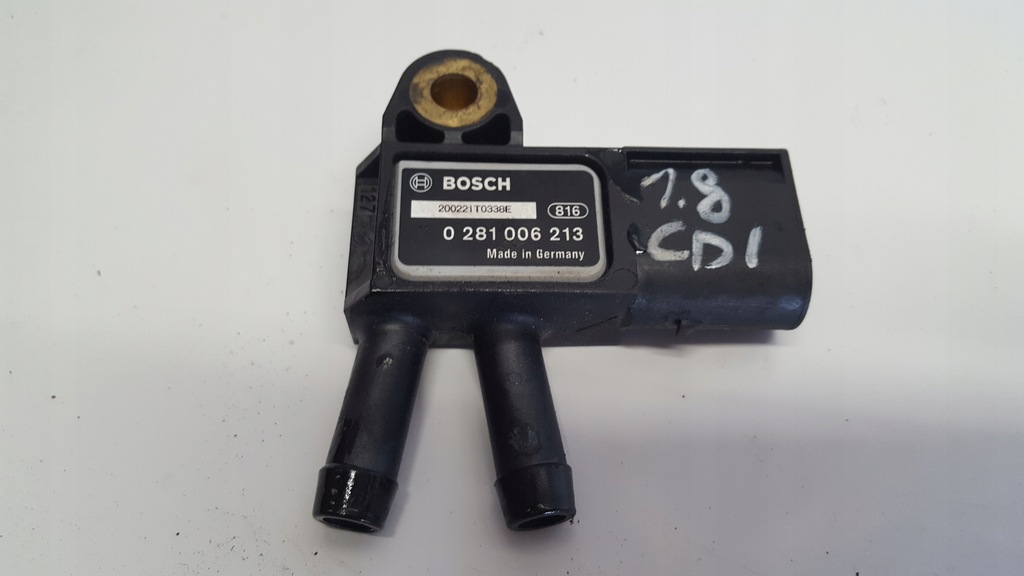 BOSCH
200221T0338E
816
0 281 006 213
Made in Germany
1.8
CDI